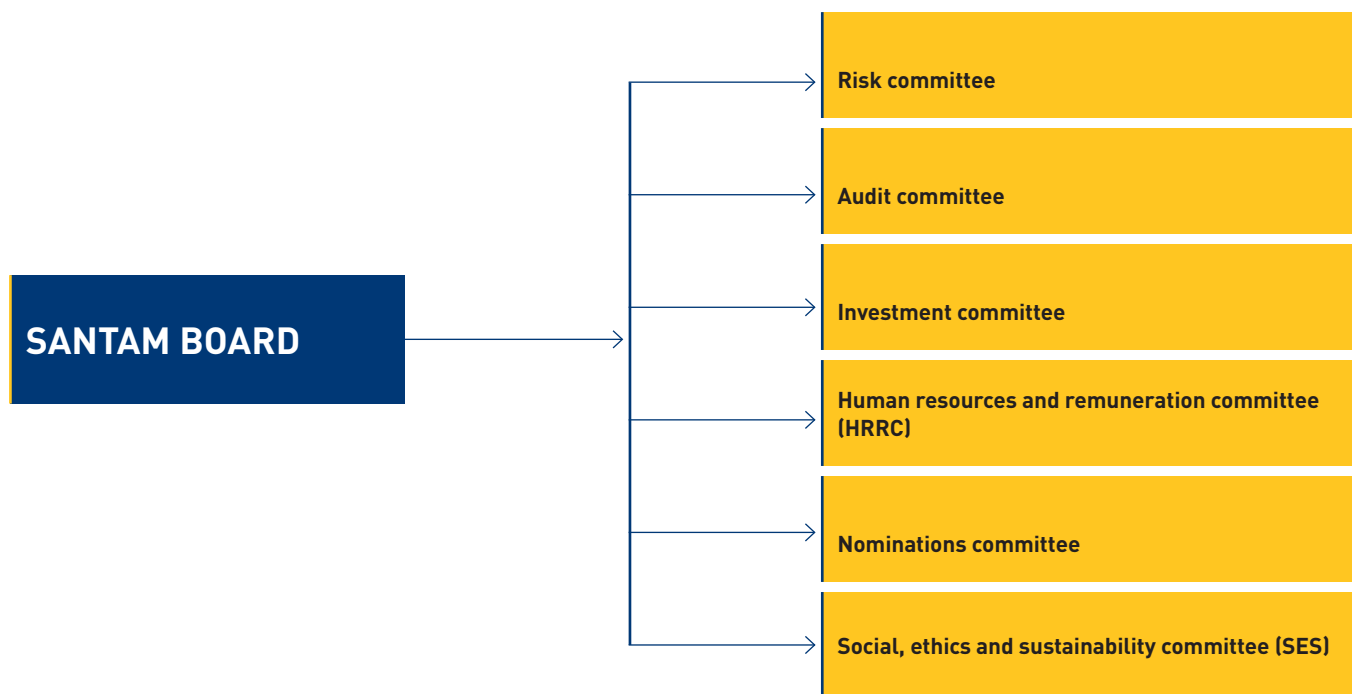 SANTAM BOARD
Risk committee
Audit committee
Investment committee
Human resources and remuneration committee
(HRRC)
Nominations committee
Social, ethics and sustainability committee (SES)